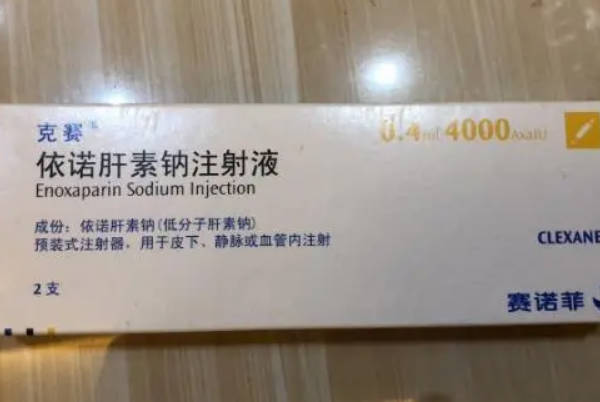 克赛
0.4ml 4000AxaIU
依诺肝素钠注射液
Enoxaparin Sodium Injection
成份：依诺肝素钠(低分子肝素钠)
预装式注射器，用于皮下、静脉或血管内注射
CLEXANE
2支
赛诺菲